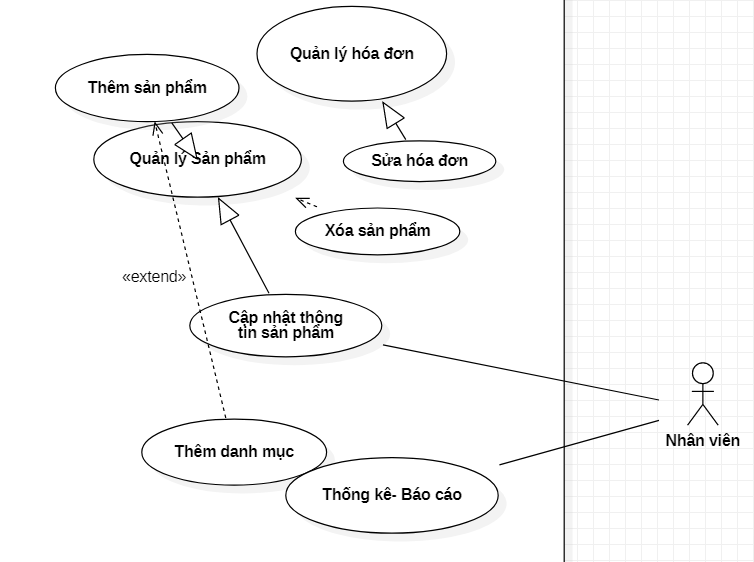 Quản lý hóa đơn
Thêm sản phẩm
Quản lý Sản phẩm
Sửa hóa đơn
Xóa sản phẩm
«extend»
Cập nhật thông
tin sản phẩm
Nhân viên
Thêm danh mục
Thống kê- Báo cáo